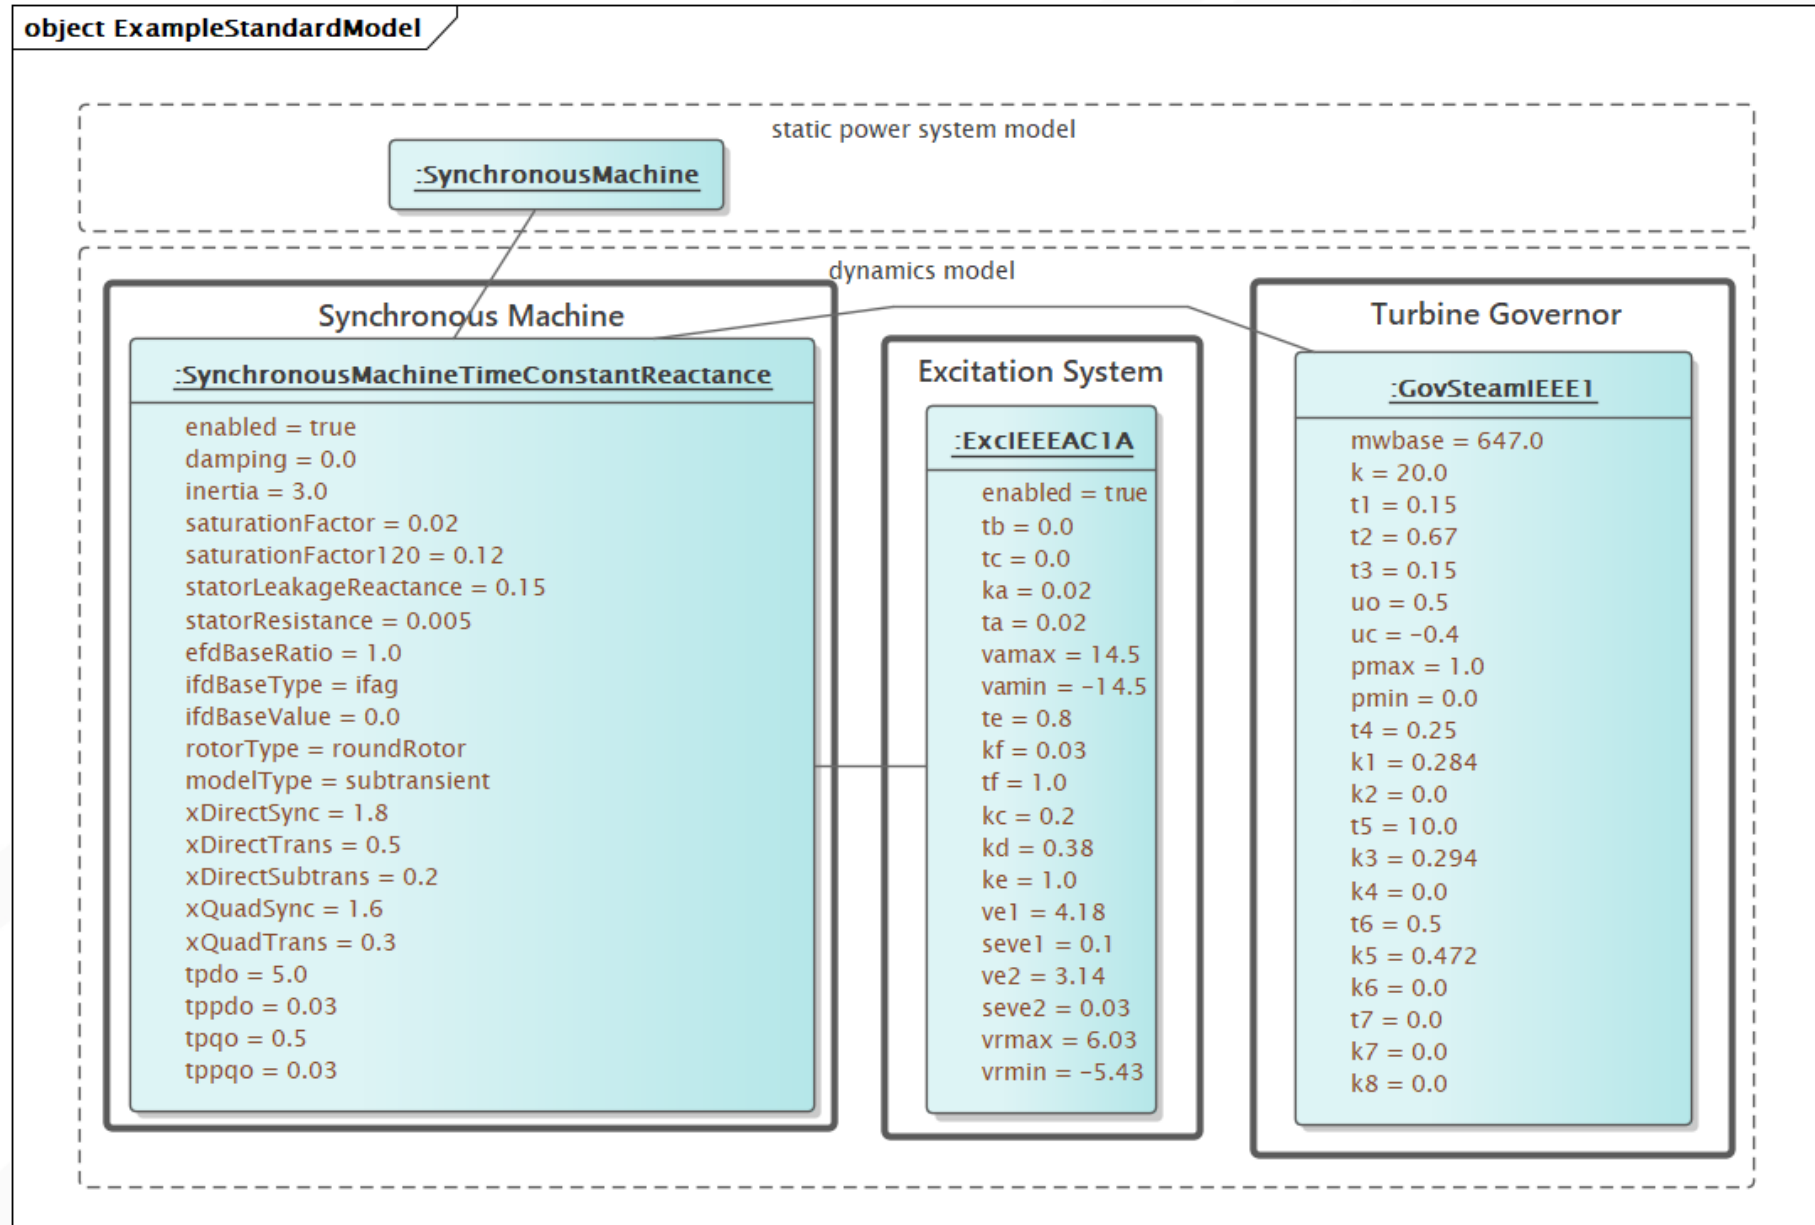 object ExampleStandardModel
static power system model
:SynchronousMachine
dynamics model
Synchronous Machine
:SynchronousMachineTimeConstantReactance
enabled = true
damping = 0.0
inertia = 3.0
saturationFactor = 0.02
saturationFactor120 = 0.12
statorLeakageReactance = 0.15
statorResistance = 0.005
efdBaseRatio = 1.0
ifdBaseType = ifag
ifdBaseValue = 0.0
rotorType = roundRotor
modelType = subtransient
xDirectSync = 1.8
xDirectTrans = 0.5
xDirectSubtrans = 0.2
xQuadSync = 1.6
xQuadTrans = 0.3
tpdo = 5.0
tppdo = 0.03
tpqo = 0.5
tppqo = 0.03
Excitation System
:ExcIEEEAC1A
enabled = true
tb = 0.0
tc = 0.0
ka = 0.02
ta = 0.02
vamax = 14.5
vamin = -14.5
te = 0.8
kf = 0.03
tf = 1.0
kc = 0.2
kd = 0.38
ke = 1.0
ve1 = 4.18
seve1 = 0.1
ve2 = 3.14
seve2 = 0.03
vrmax = 6.03
vrmin = -5.43
Turbine Governor
:GovSteamIEEE1
mwbase = 647.0
k = 20.0
t1 = 0.15
t2 = 0.67
t3 = 0.15
uo = 0.5
uc = -0.4
pmax = 1.0
pmin = 0.0
t4 = 0.25
k1 = 0.284
k2 = 0.0
t5 = 10.0
k3 = 0.294
k4 = 0.0
t6 = 0.5
k5 = 0.472
k6 = 0.0
t7 = 0.0
k7 = 0.0
k8 = 0.0